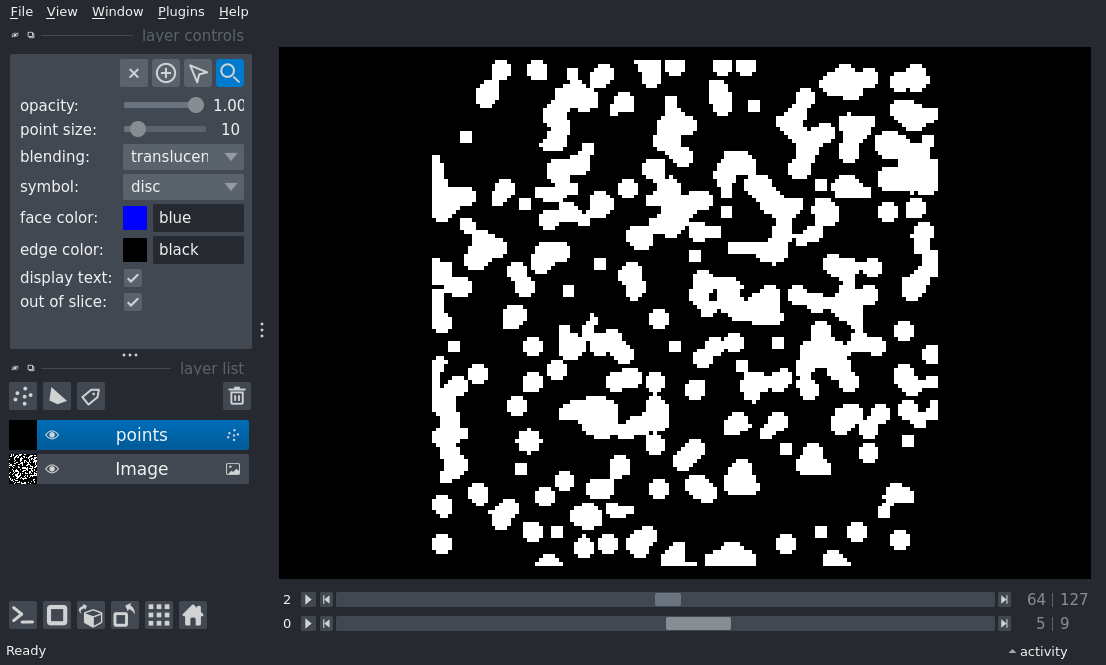 File View Window Plugins Help
layer controls
opacity: 1.00
point size: 10
blending: translucen
symbol: disc
face color: blue
edge color: black
display text:
out of slice:
layer list
points
Image
2 64 | 127
0 5 | 9
Ready activity